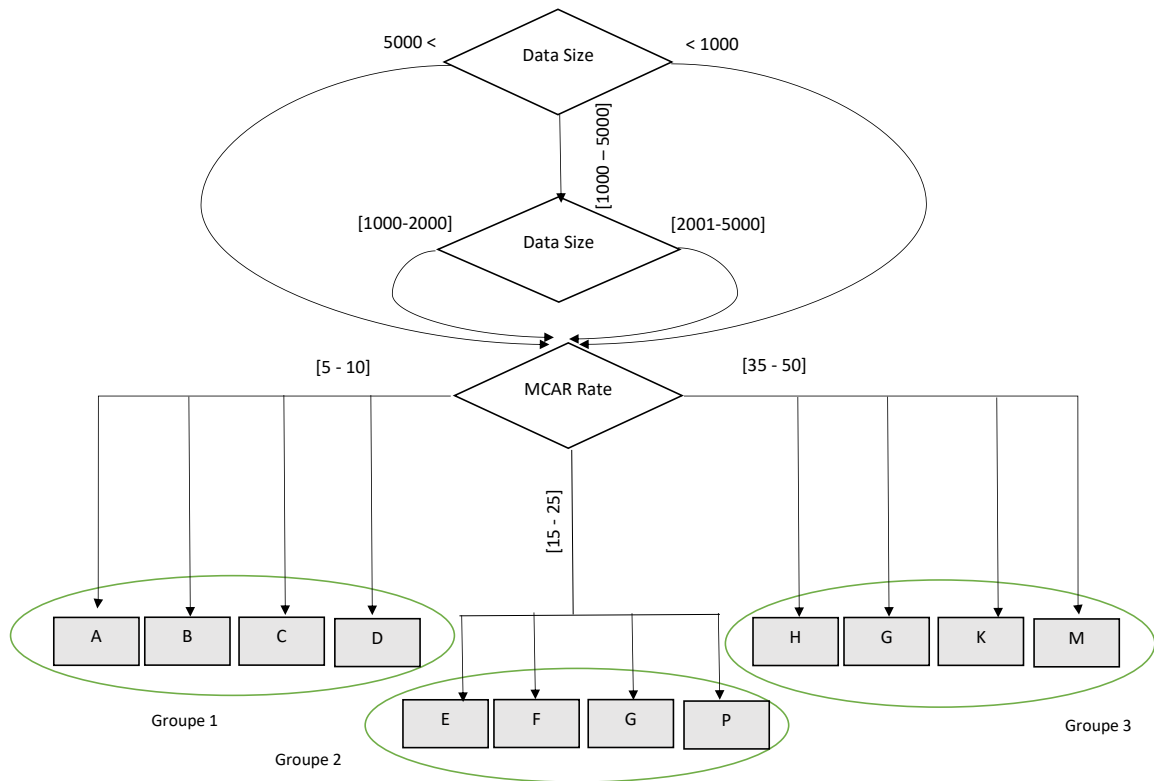 5000 <
Data Size
< 1000
[1000 – 5000]
[1000-2000]
Data Size
[2001-5000]
[5 - 10]
MCAR Rate
[35 - 50]
[15 - 25]
A
B
C
D
H
G
K
M
E
F
G
P
Groupe 1
Groupe 2
Groupe 3